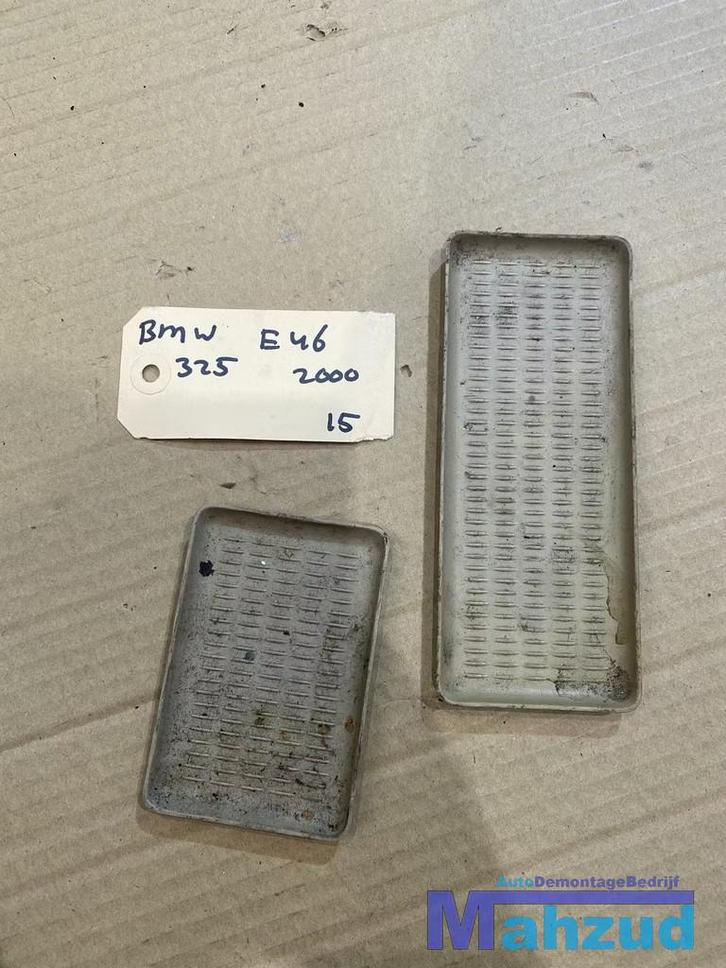 BMW E46
325 2000
15
AutoDemontageBedrijf
Mahzud